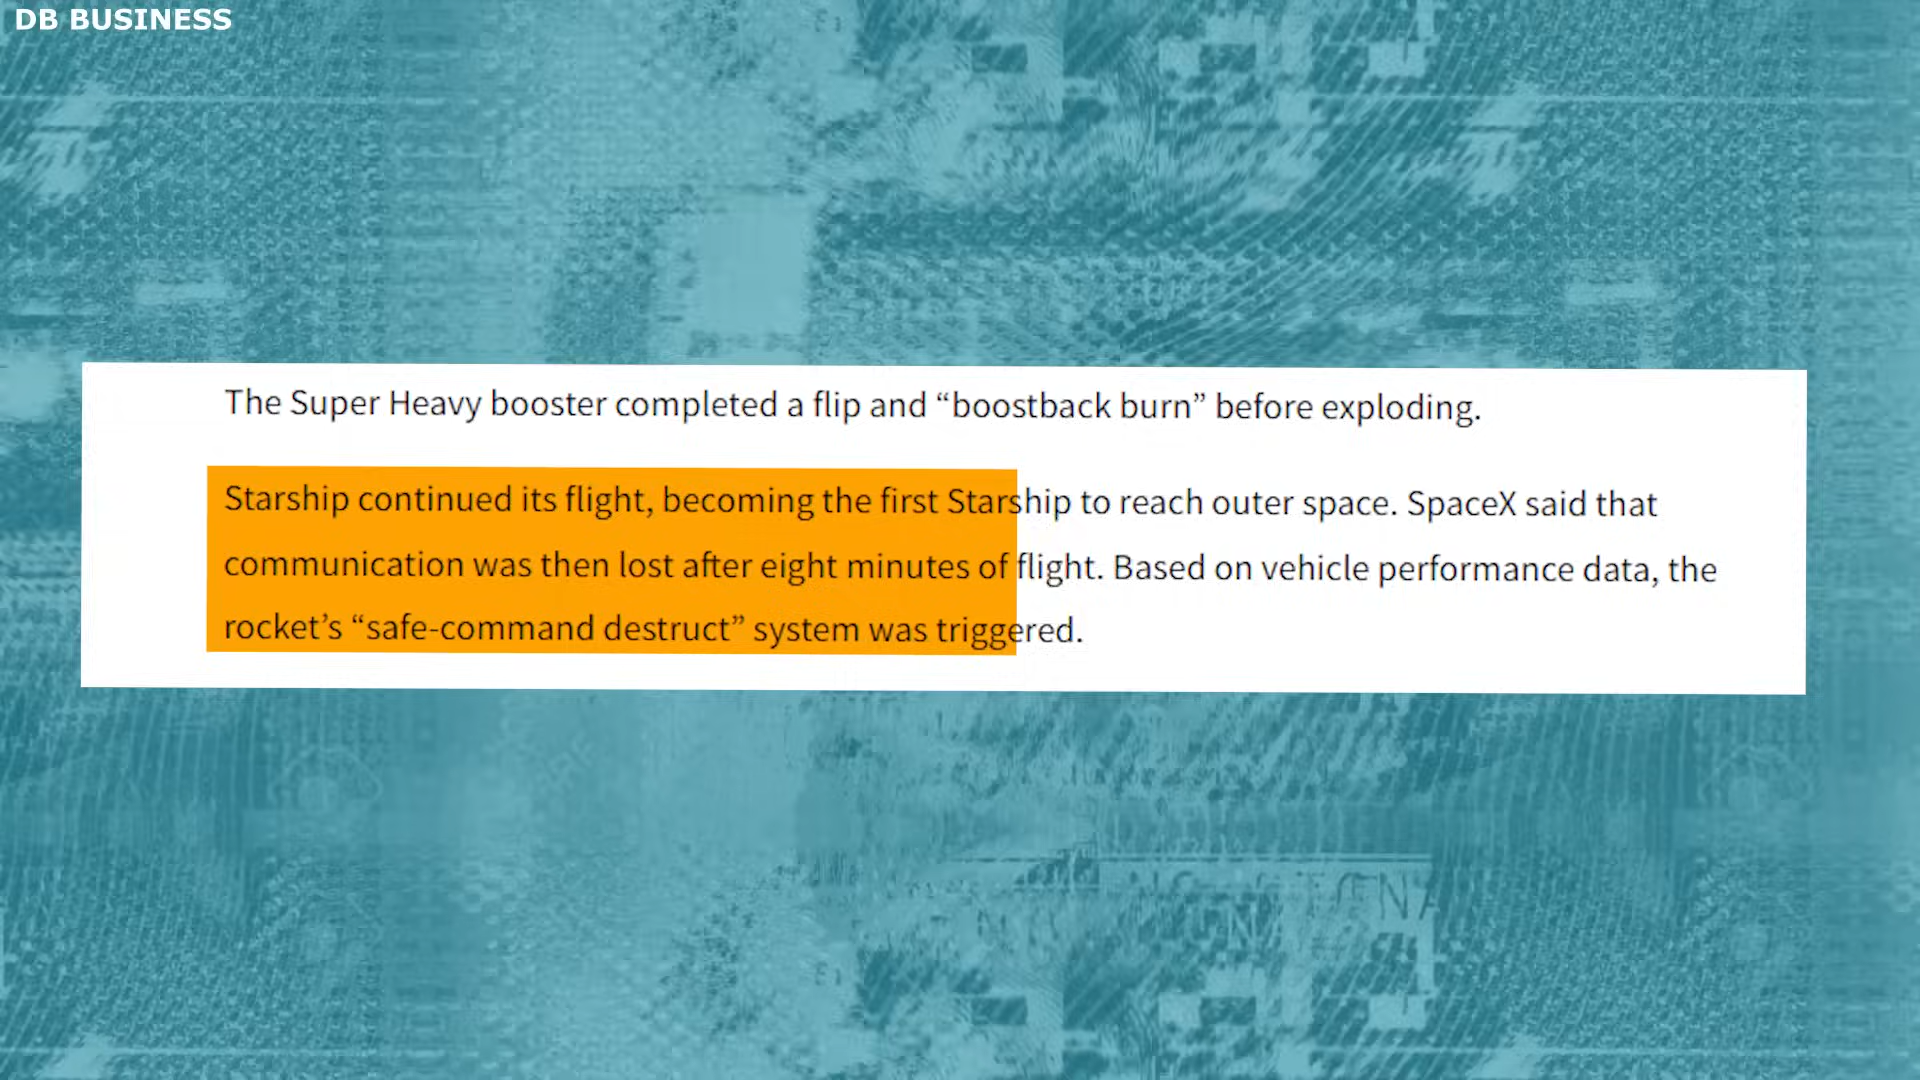 DB BUSINESS
The Super Heavy booster completed a flip and “boostback burn” before exploding.
Starship continued its flight, becoming the first Starship to reach outer space. SpaceX said that
communication was then lost after eight minutes of flight. Based on vehicle performance data, the
rocket’s “safe-command destruct” system was triggered.